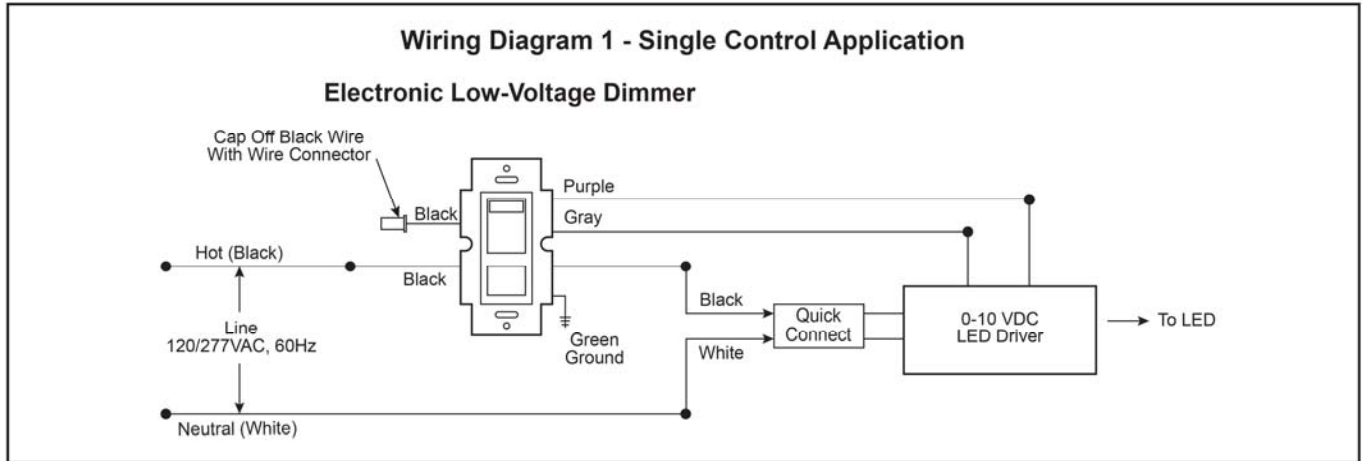 Wiring Diagram 1 - Single Control Application
Electronic Low-Voltage Dimmer
Cap Off Black Wire
With Wire Connector
Black
Purple
Gray
Hot (Black)
Black
Line
120/277VAC, 60Hz
Green
Ground
Black
White
Quick
Connect
0-10 VDC
LED Driver
To LED
Neutral (White)